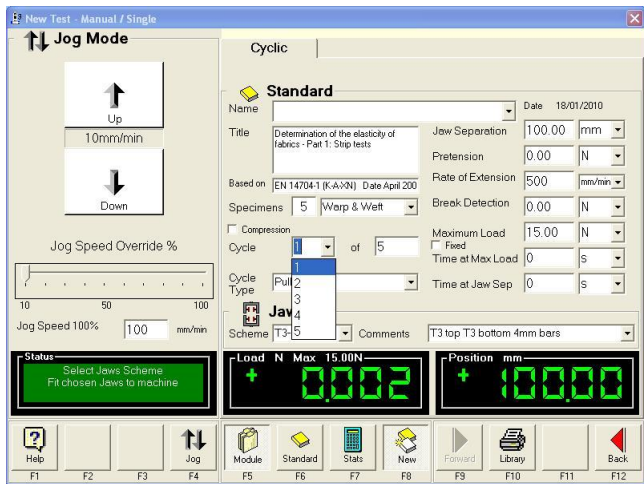 New Test - Manual / Single
Jog Mode
Up
10mm/min
Down
Jog Speed Override %
10 50 100
Jog Speed 100% 100 mm/min
Status
Select Jaws Scheme
Fit chosen Jaws to machine
Cyclic
Standard
Name
Date 18/01/2010
Title Determination of the elasticity of
fabrics - Part 1: Strip tests
Based on EN 14704-1 (K-A-XN) Date April 200
Specimens 5 Warp & Weft
Compression
Cycle 1 of 5
1
2
3
4
5
Cycle
Type Pull
Jaw Separation 100.00 mm
Pretension 0.00 N
Rate of Extension 500 mm/min
Break Detection 0.00 N
Maximum Load 15.00 N
Fixed
Time at Max Load 0 s
Time at Jaw Sep 0 s
Scheme T3- Comments T3 top T3 bottom 4mm bars
Load N Max 15.00N
+ 0.002
Position mm
+ 100.00
Help Jog Module Standard Stats New Forward Library Back
F1 F2 F3 F4 F5 F6 F7 F8 F9 F10 F11 F12